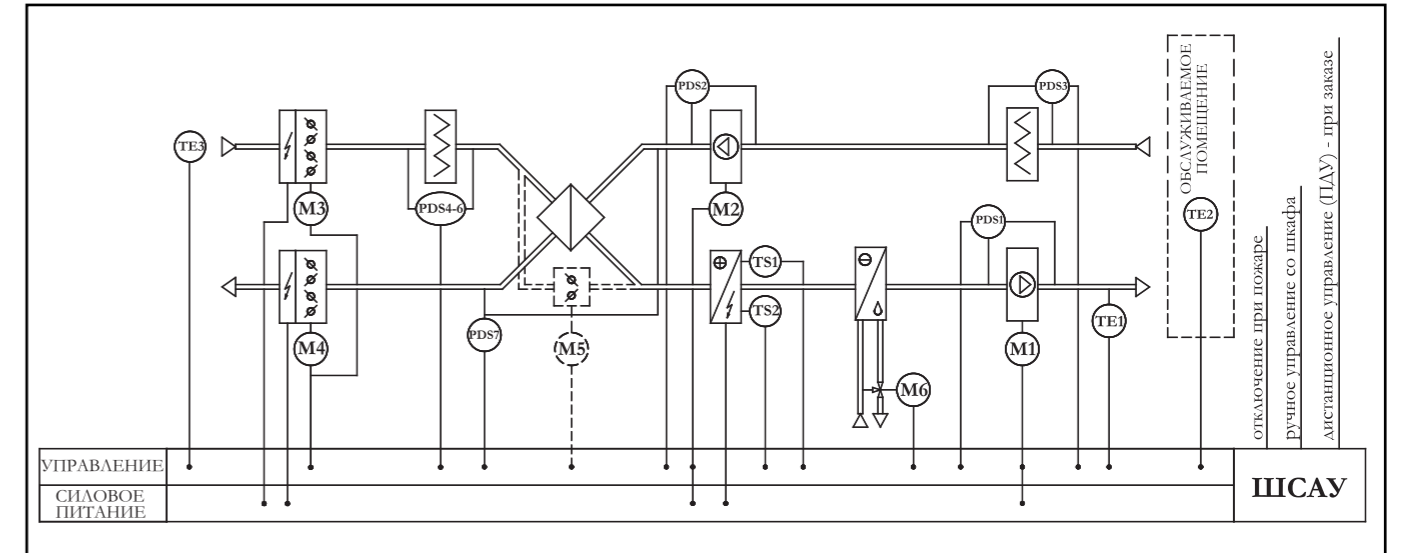 PDS2
PDS3
TE3
M3
PDS4-6
M2
PDS1
TS1
TS2
M4
PDS7
M5
M6
M1
TE1
ОБСЛУЖИВАЕМОЕ
ПОМЕЩЕНИЕ
TE2
отключение при пожаре
ручное управление со шкафа
дистанционное управление (ПДУ) - при заказе
УПРАВЛЕНИЕ
СИЛОВОЕ
ПИТАНИЕ
ШСАУ